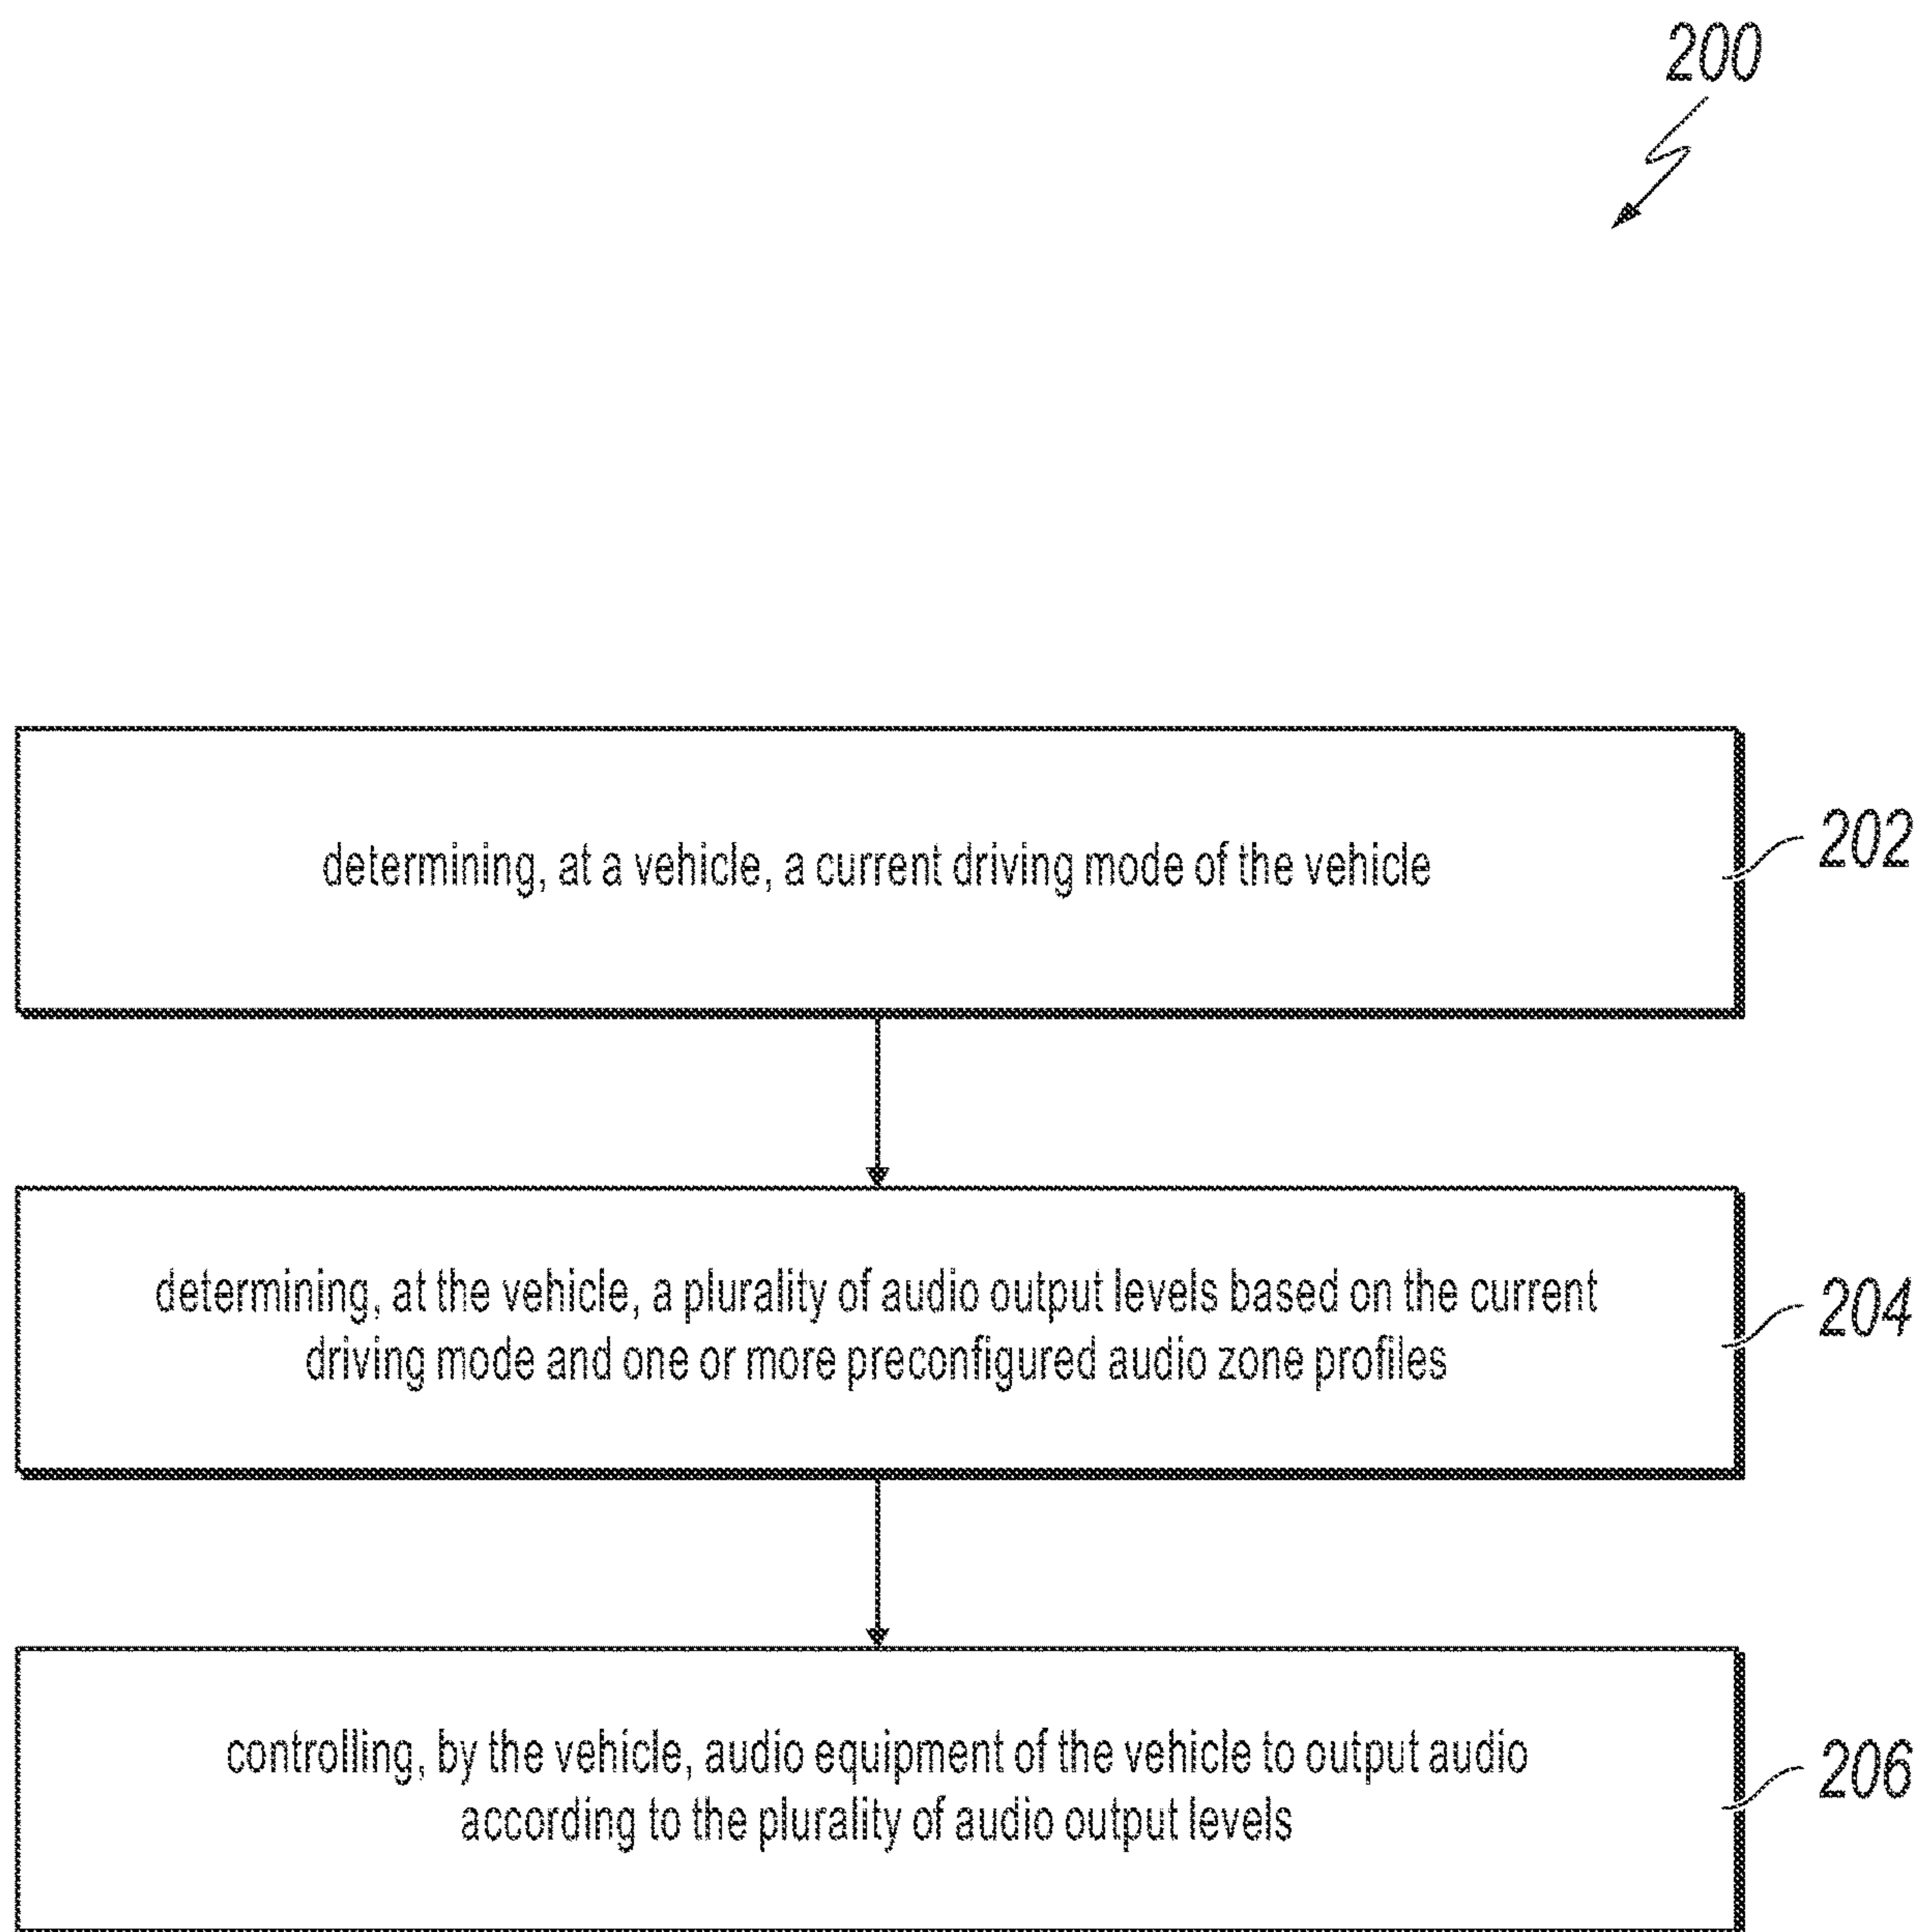 200
determining, at a vehicle, a current driving mode of the vehicle
202
determining, at the vehicle, a plurality of audio output levels based on the current
driving mode and one or more preconfigured audio zone profiles
204
controlling, by the vehicle, audio equipment of the vehicle to output audio
according to the plurality of audio output levels
206